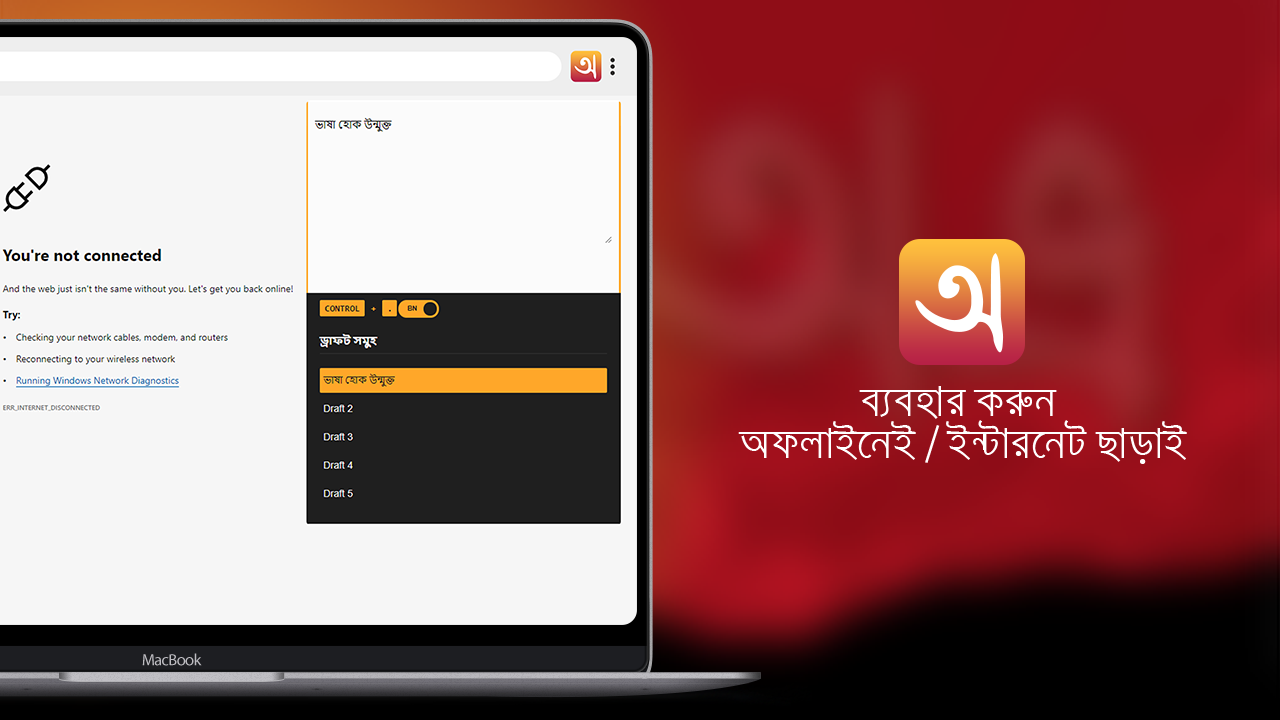 অ
ভাষা হোক উন্মুক্ত
You're not connected
And the web just isn't the same without you. Let's get you back online!
Try:
• Checking your network cables, modem, and routers
• Reconnecting to your wireless network
• Running Windows Network Diagnostics
ERR_INTERNET_DISCONNECTED
CONTROL + . BN
ড্রাফট সমুহ
ভাষা হোক উন্মুক্ত
Draft 2
Draft 3
Draft 4
Draft 5
MacBook
অ
ব্যবহার করুন
অফলাইনেই / ইন্টারনেট ছাড়াই